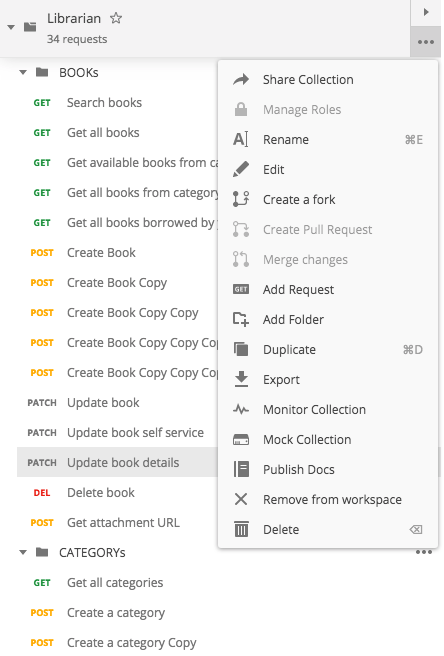 Librarian
34 requests
BOOKs
GET Search books
GET Get all books
GET Get available books from ca
GET Get all books from category
GET Get all books borrowed by
POST Create Book
POST Create Book Copy
POST Create Book Copy Copy
POST Create Book Copy Copy Co
POST Create Book Copy Copy Cop
PATCH Update book
PATCH Update book self service
PATCH Update book details
DEL Delete book
POST Get attachment URL
CATEGORYs
GET Get all categories
POST Create a category
POST Create a category Copy
Share Collection
Manage Roles
Rename ⌘E
Edit
Create a fork
Create Pull Request
Merge changes
GET Add Request
Add Folder
Duplicate ⌘D
Export
Monitor Collection
Mock Collection
Publish Docs
Remove from workspace
Delete ⌫